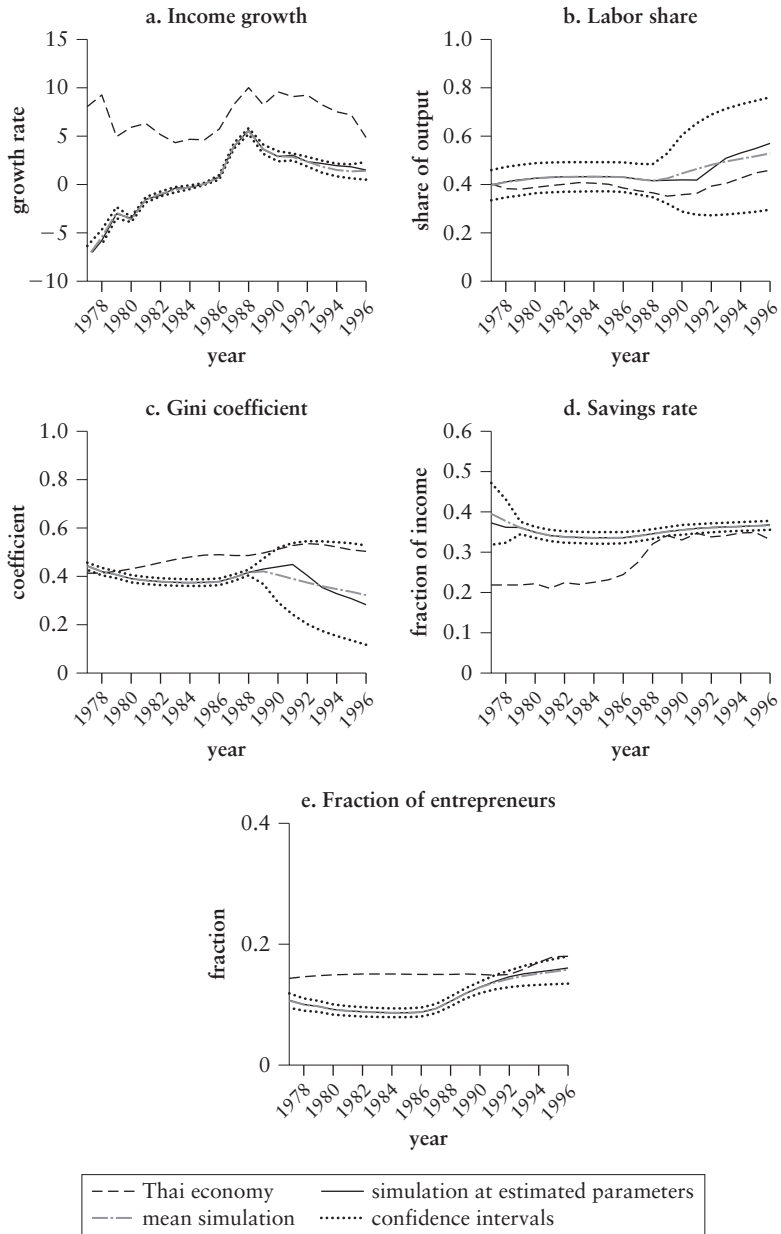 a. Income growth
growth rate
15
10
5
0
−5
−10
1978 1980 1982 1984 1986 1988 1990 1992 1994 1996
year
b. Labor share
share of output
1.0
0.8
0.6
0.4
0.2
0
1978 1980 1982 1984 1986 1988 1990 1992 1994 1996
year
c. Gini coefficient
coefficient
1.0
0.8
0.6
0.4
0.2
0
1978 1980 1982 1984 1986 1988 1990 1992 1994 1996
year
d. Savings rate
fraction of income
0.6
0.5
0.4
0.3
0.2
0.1
0
1978 1980 1982 1984 1986 1988 1990 1992 1994 1996
year
e. Fraction of entrepreneurs
fraction
0.4
0.2
0
1978 1980 1982 1984 1986 1988 1990 1992 1994 1996
year
Thai economy
simulation at estimated parameters
mean simulation
confidence intervals